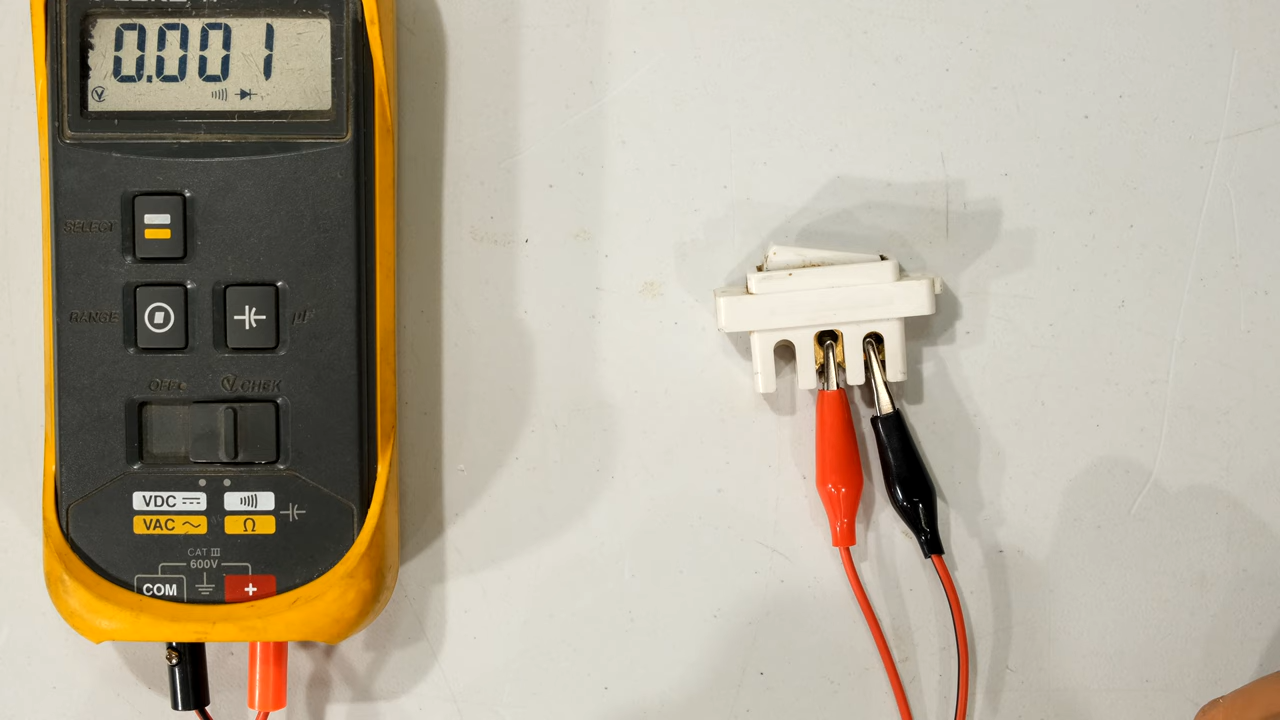 0.001
SELECT
RANGE
µF
OFF
V CHEK
VDC
VAC
Ω
CAT III
600V
COM
+